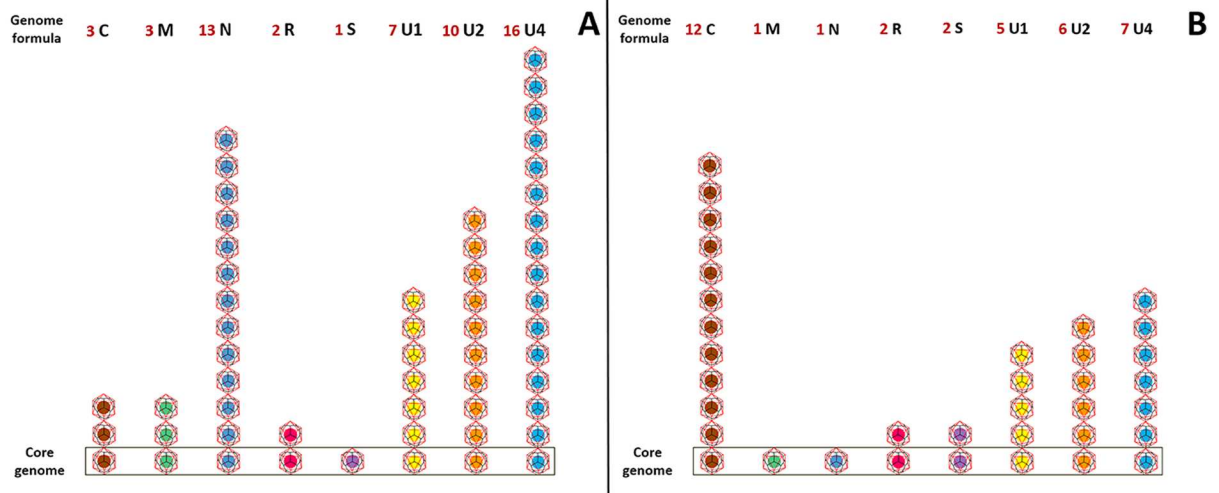 Genome
formula
3 C 3 M 13 N 2 R 1 S 7 U1 10 U2 16 U4
A
Core
genome
Genome
formula
12 C 1 M 1 N 2 R 2 S 5 U1 6 U2 7 U4
B
Core
genome